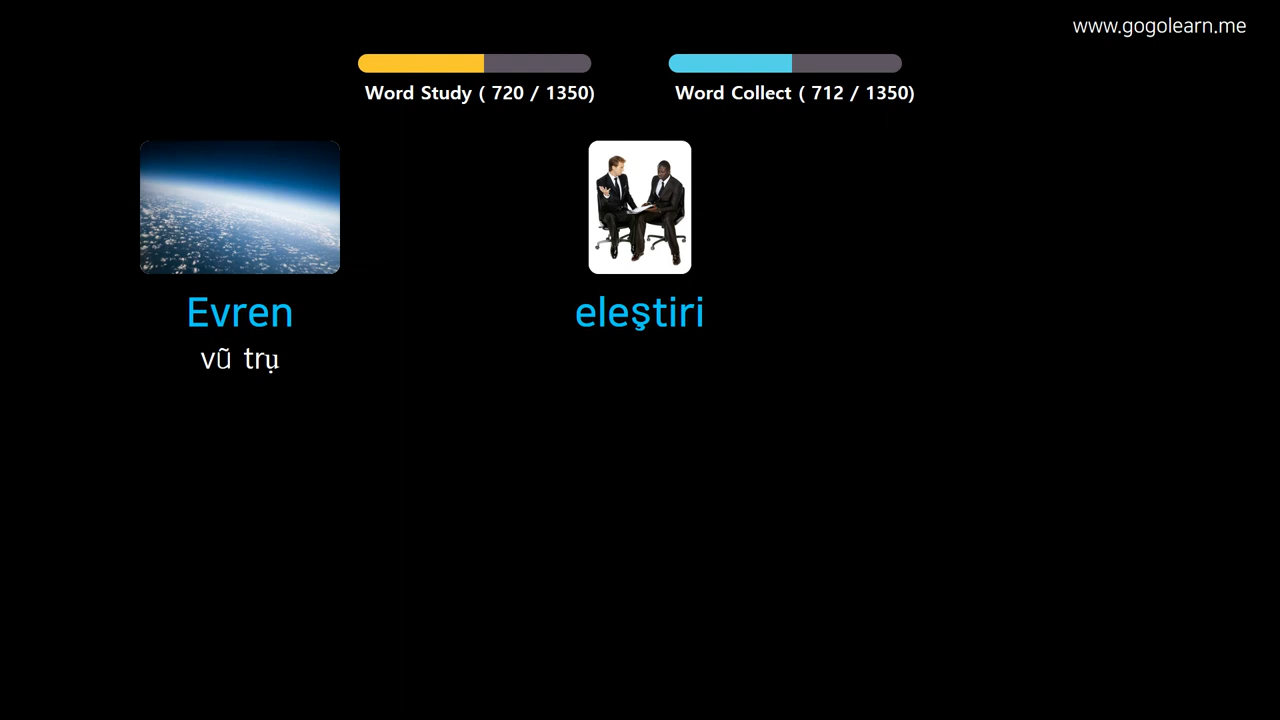 www.gogolearn.me
Word Study ( 720 / 1350)
Word Collect ( 712 / 1350)
Evren
vũ trụ
eleştiri